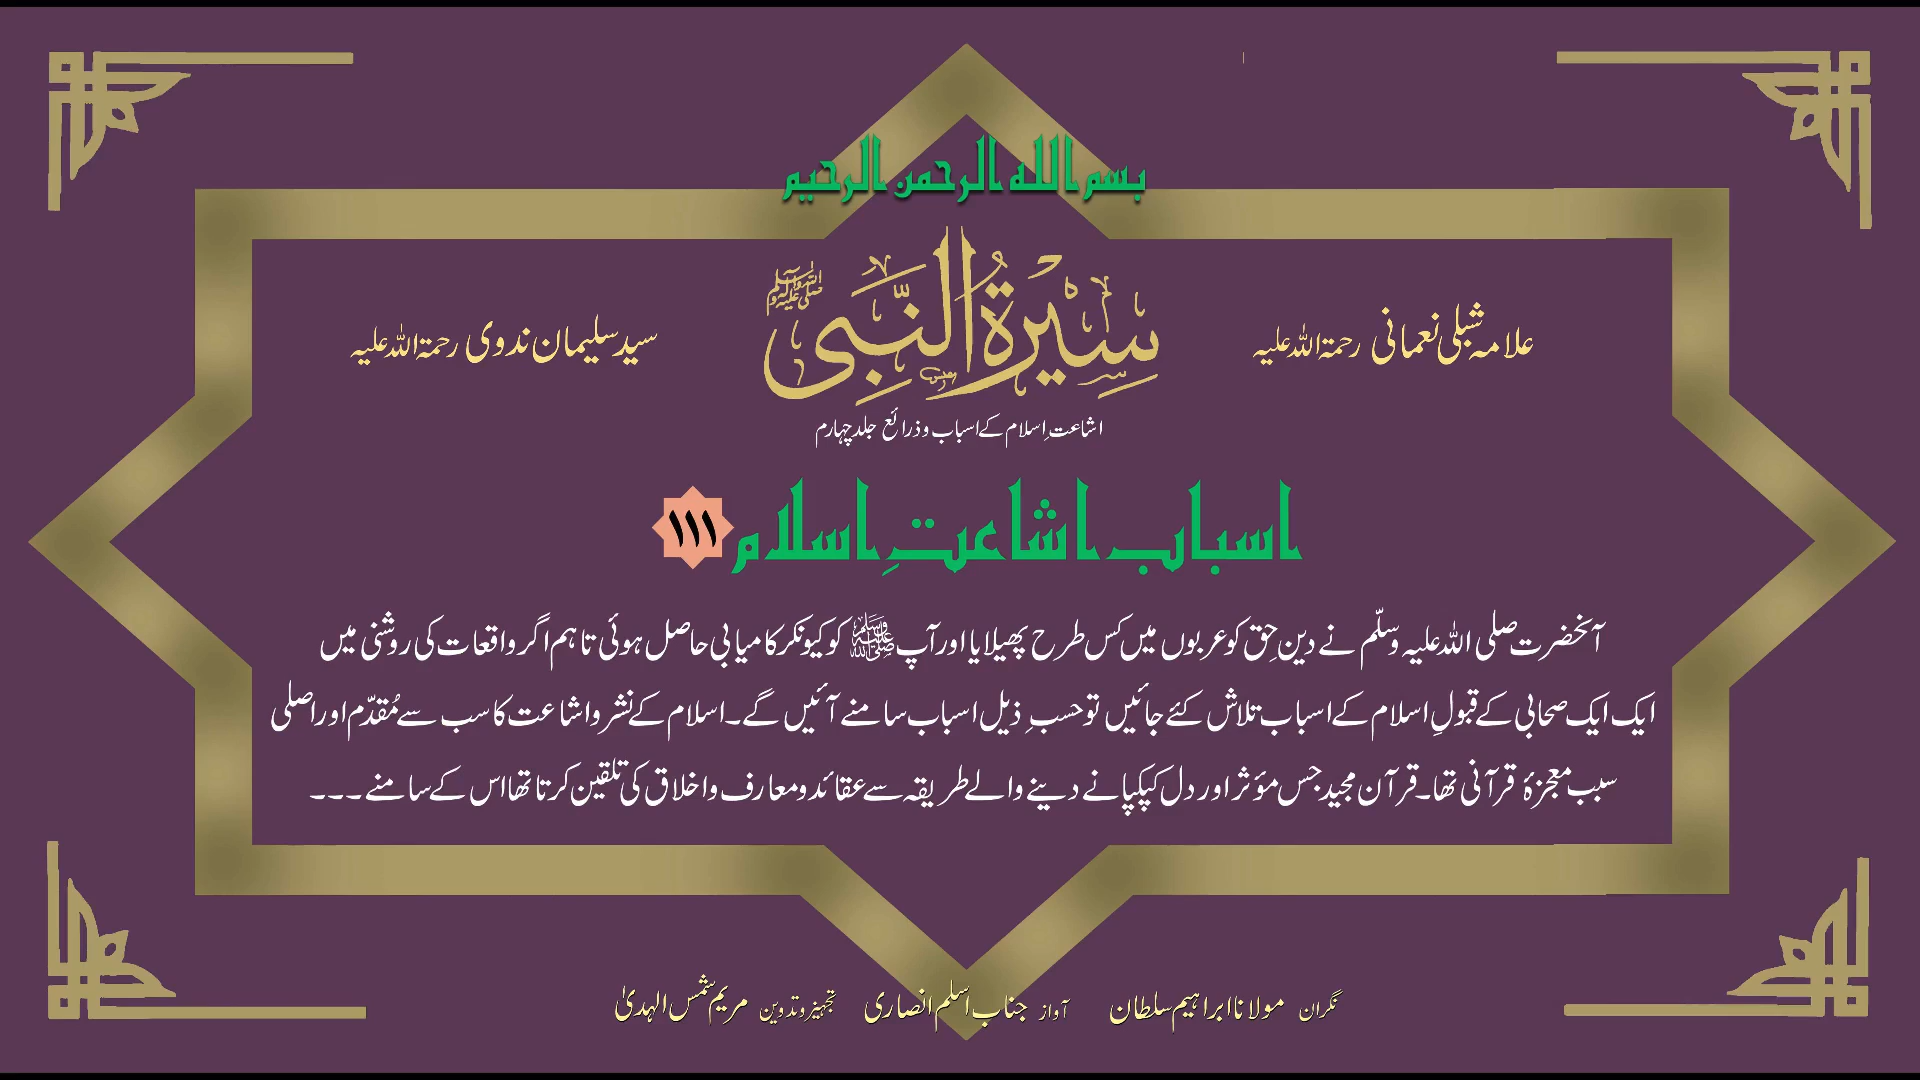 بسم الله الرحمن الرحيم
سِیْرۃُ النَّبِی ﷺ
علامہ شبلی نعمانی رحمۃ اللہ علیہ
سید سلیمان ندوی رحمۃ اللہ علیہ
اشاعتِ اسلام کے اسباب و ذرائع جلد چہارم
اسباب اشاعتِ اسلام ۱۱۱
آنحضرت صلی اللہ علیہ وسلّم نے دینِ حق کو عربوں میں کس طرح پھیلایا اور آپ ﷺ کو کیونکر کامیابی حاصل ہوئی تاہم اگر واقعات کی روشنی میں
ایک ایک صحابی کے قبولِ اسلام کے اسباب تلاش کئے جائیں تو حسبِ ذیل اسباب سامنے آئیں گے۔ اسلام کے نشر و اشاعت کا سب سے مُقدّم اور اصلی
سبب معجزۂ قرآنی تھا۔ قرآن مجید جس مؤثر اور دل کپکپانے دینے والے طریقہ سے عقائد و معارف و اخلاق کی تلقین کرتا تھا اس کے سامنے ۔۔۔
نگران مولانا ابراہیم سلطان آواز جناب اسلم انصاری تجہیز و تدوین مریم شمس الہدیٰ